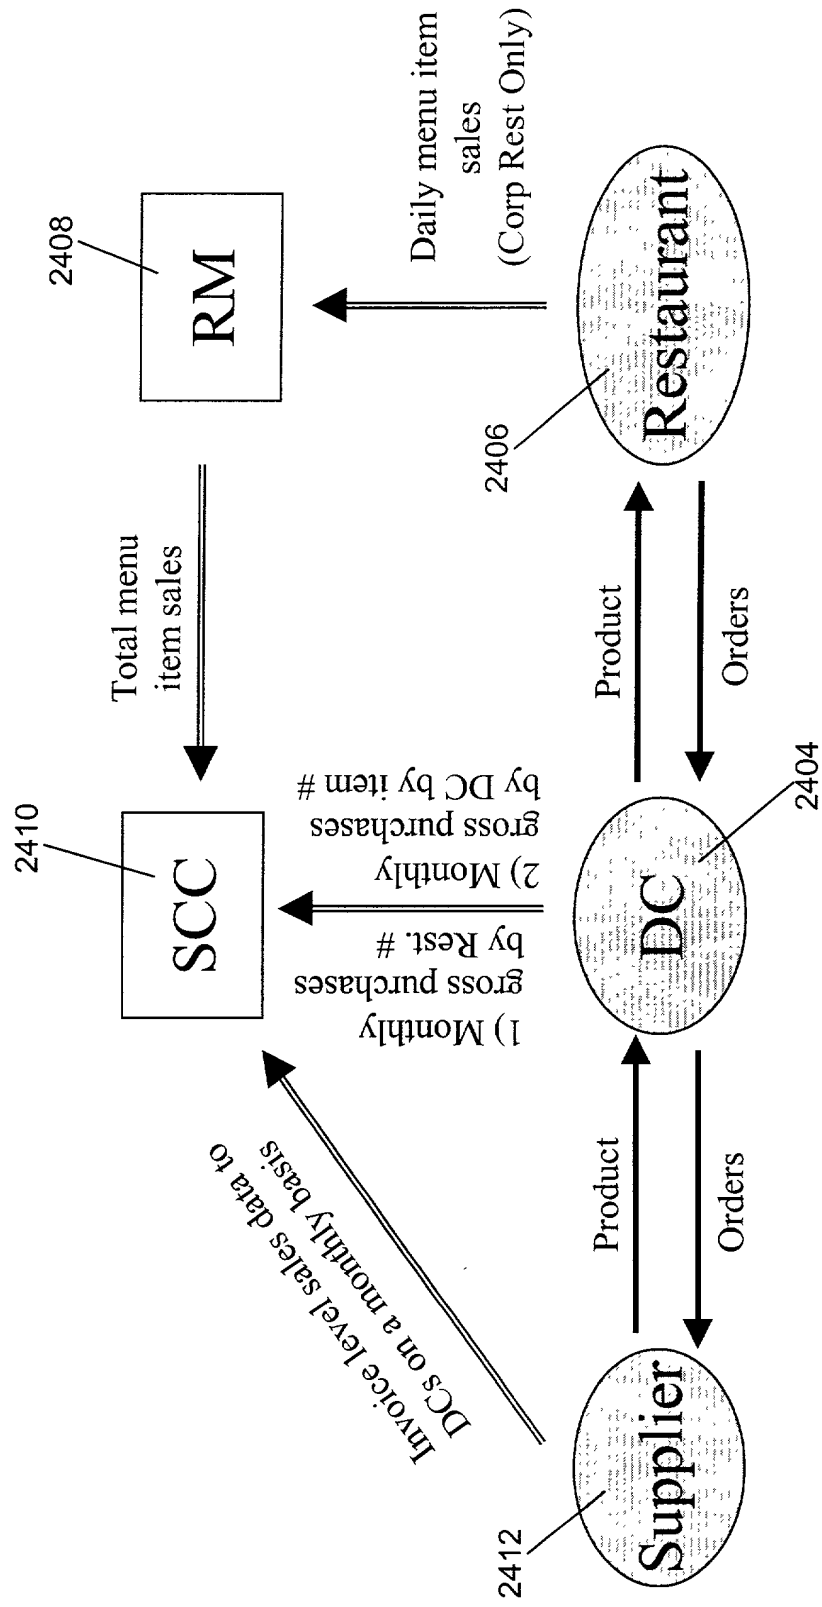 2410
SCC
Total menu
item sales
2408
RM
Invoice level sales data to
DCs on a monthly basis
1) Monthly
gross purchases
by Rest. #
2) Monthly
gross purchases
by DC by item #
Daily menu item
sales
(Corp Rest Only)
2412
Supplier
Product
Orders
DC
2404
Product
Orders
2406
Restaurant